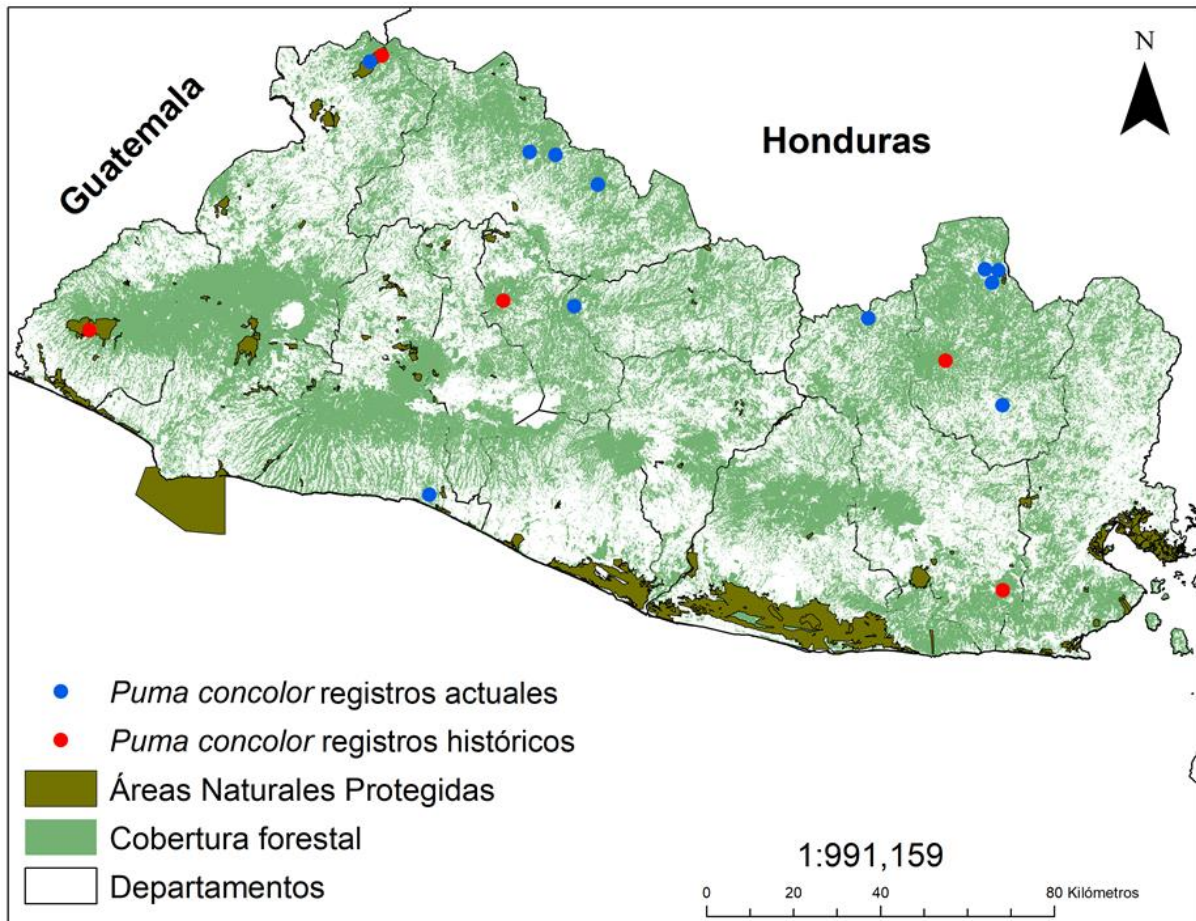 N
Guatemala
Honduras
Puma concolor registros actuales
Puma concolor registros históricos
Áreas Naturales Protegidas
Cobertura forestal
Departamentos
1:991,159
0 20 40 80 Kilómetros